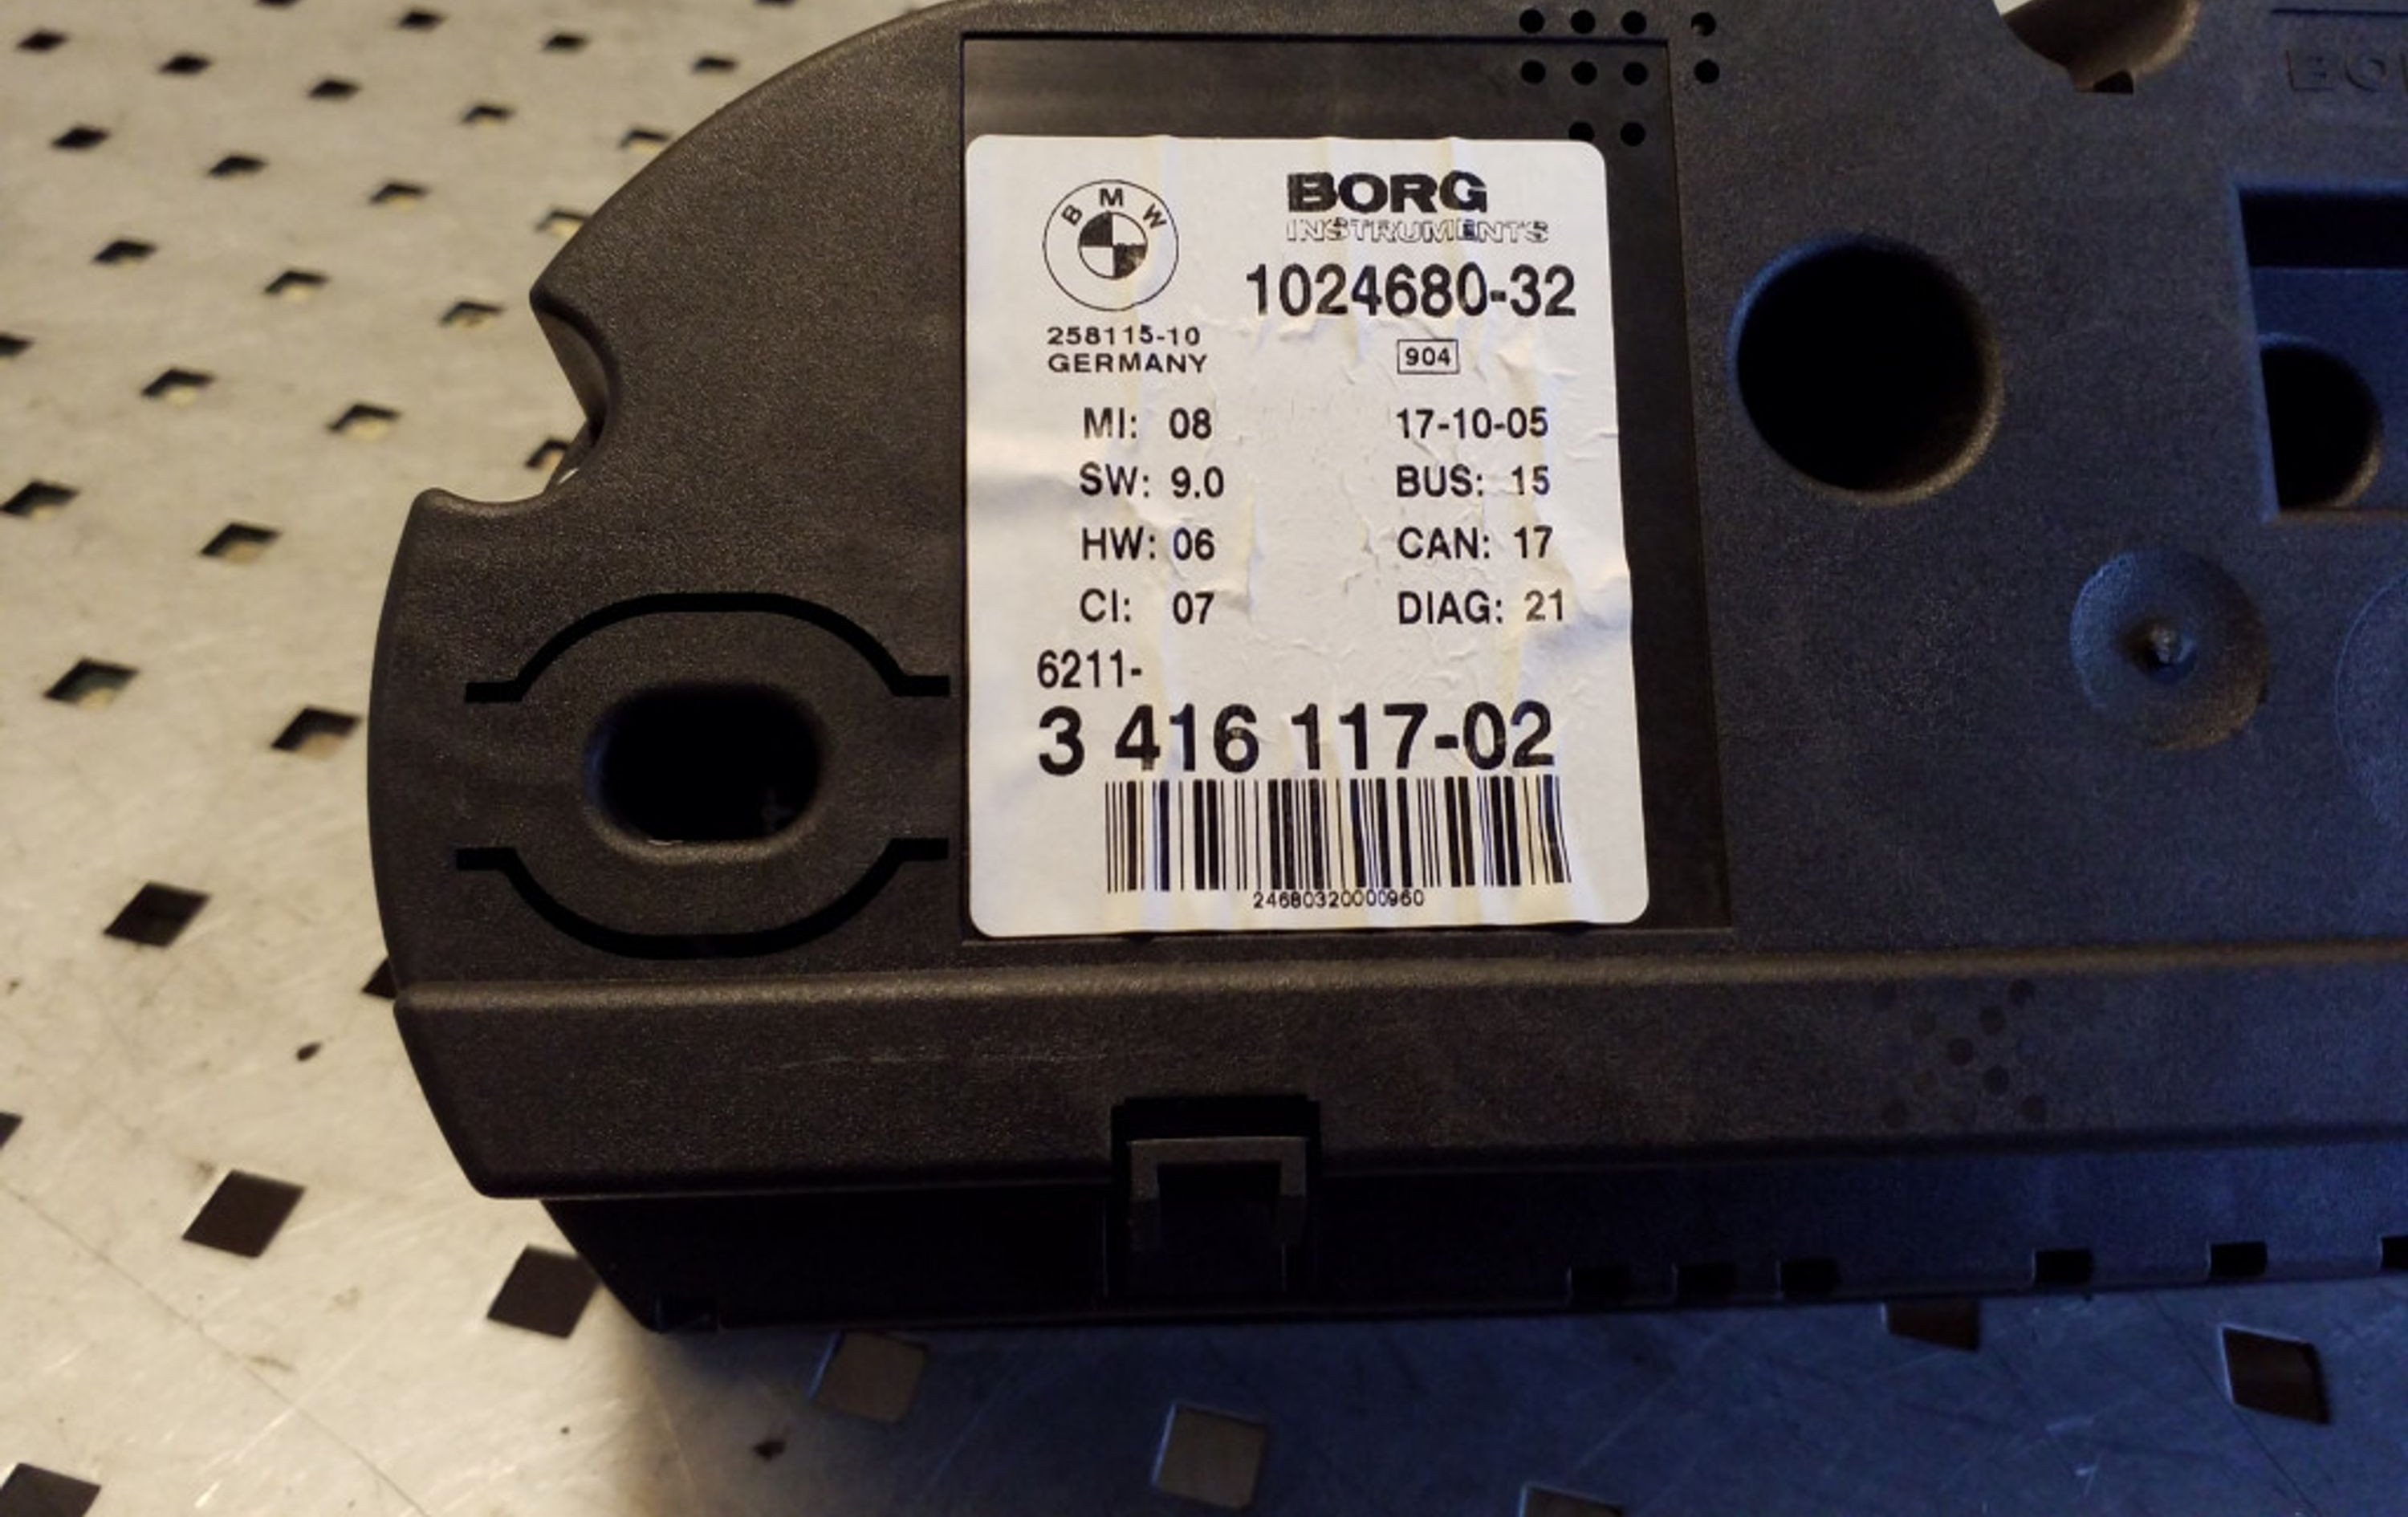 BMW
BORG
INSTRUMENTS
1024680-32
258115-10
GERMANY
904
MI: 08
17-10-05
SW: 9.0
BUS: 15
HW: 06
CAN: 17
CI: 07
DIAG: 21
6211-
3 416 117-02
24680320000960